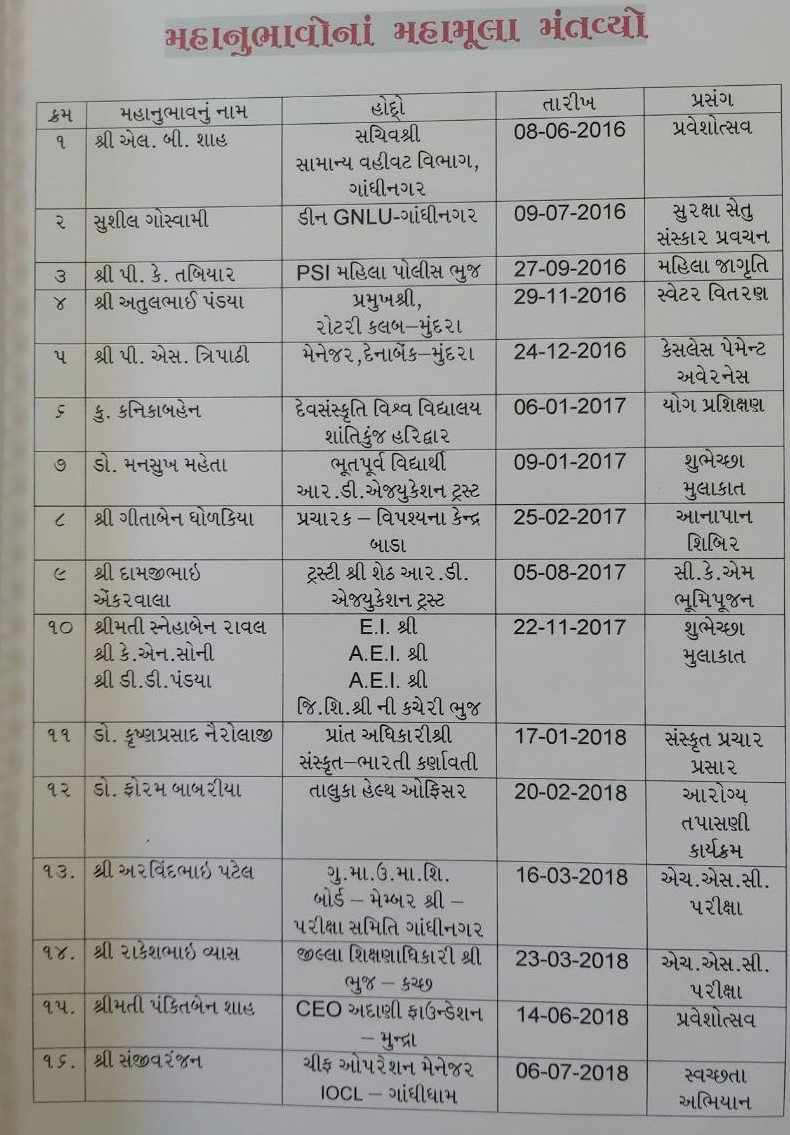 મહાનુભાવોનાં મહામૂલા મંતવ્યો
ક્રમ મહાનુભાવનું નામ હોદ્દો તારીખ પ્રસંગ
૧ શ્રી એલ. બી. શાહ સચિવશ્રી 08-06-2016 પ્રવેશોત્સવ
સામાન્ય વહીવટ વિભાગ,
ગાંધીનગર
૨ સુશીલ ગોસ્વામી ડીન GNLU-ગાંધીનગર 09-07-2016 સુરક્ષા સેતુ
સંસ્કાર પ્રવચન
૩ શ્રી પી. કે. તબિયાર PSI મહિલા પોલીસ ભુજ 27-09-2016 મહિલા જાગૃતિ
૪ શ્રી અતુલભાઈ પંડયા પ્રમુખશ્રી, 29-11-2016 સ્વેટર વિતરણ
રોટરી કલબ–મુંદરા
૫ શ્રી પી. એસ. ત્રિપાઠી મેનેજર,દેનાબેંક–મુંદરા 24-12-2016 કેસલેસ પેમેન્ટ
અવેરનેસ
૬ કુ. કનિકાબહેન દેવસંસ્કૃતિ વિશ્વ વિદ્યાલય 06-01-2017 યોગ પ્રશિક્ષણ
શાંતિકુંજ હરિદ્વાર
૭ ડો. મનસુખ મહેતા ભૂતપૂર્વ વિદ્યાર્થી 09-01-2017 શુભેચ્છા
આર.ડી.એજયુકેશન ટ્રસ્ટ મુલાકાત
૮ શ્રી ગીતાબેન ધોળકિયા પ્રચારક – વિપશ્યના કેન્દ્ર 25-02-2017 આનાપાન
બાડા શિબિર
૯ શ્રી દામજીભાઇ ટ્રસ્ટી શ્રી શેઠ આર.ડી. 05-08-2017 સી.કે.એમ
એંકરવાલા એજયુકેશન ટ્રસ્ટ ભૂમિપૂજન
૧૦ શ્રીમતી સ્નેહાબેન રાવલ E.I. શ્રી 22-11-2017 શુભેચ્છા
શ્રી કે.એન.સોની A.E.I. શ્રી મુલાકાત
શ્રી ડી.ડી.પંડયા A.E.I. શ્રી
જિ.શિ.શ્રી ની કચેરી ભુજ
૧૧ ડો. કૃષ્ણપ્રસાદ નૈરોલાજી પ્રાંત અધિકારીશ્રી 17-01-2018 સંસ્કૃત પ્રચાર
સંસ્કૃત–ભારતી કર્ણાવતી પ્રસાર
૧૨ ડો. ફોરમ બાબરીયા તાલુકા હેલ્થ ઓફિસર 20-02-2018 આરોગ્ય
તપાસણી
કાર્યક્રમ
૧૩. શ્રી અરવિંદભાઇ પટેલ ગુ.મા.ઉ.મા.શિ. 16-03-2018 એચ.એસ.સી.
બોર્ડ – મેમ્બર શ્રી – પરીક્ષા
પરીક્ષા સમિતિ ગાંધીનગર
૧૪. શ્રી રાકેશભાઇ વ્યાસ જીલ્લા શિક્ષણાધિકારી શ્રી 23-03-2018 એચ.એસ.સી.
ભુજ – કચ્છ પરીક્ષા
૧૫. શ્રીમતી પંકિતબેન શાહ CEO અદાણી ફાઉન્ડેશન 14-06-2018 પ્રવેશોત્સવ
– મુન્દ્રા
૧૬. શ્રી સંજીવરંજન ચીફ ઓપરેશન મેનેજર 06-07-2018 સ્વચ્છતા
IOCL – ગાંધીધામ અભિયાન